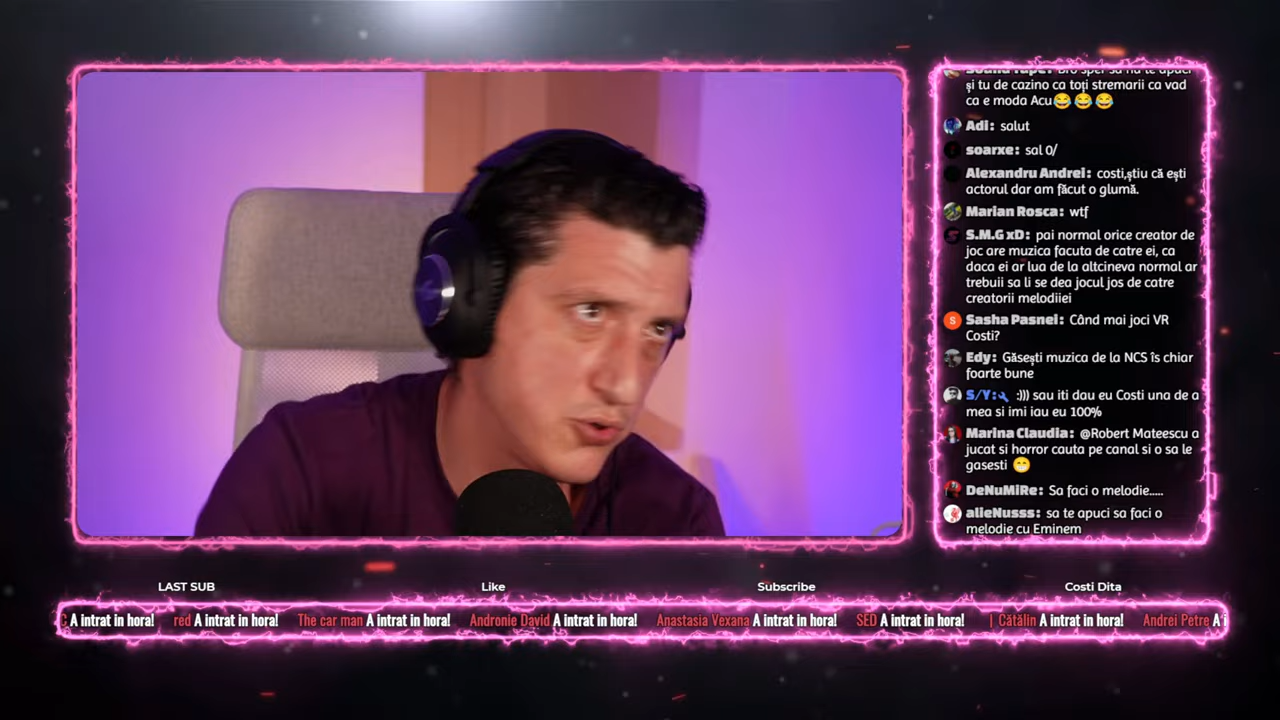 și tu de cazino ca toți stremarii ca vad
ca e moda Acu😂😂😂
Adi: salut
soarxe: sal 0/
Alexandru Andrei: costi,știu că ești
actorul dar am făcut o glumă.
Marian Rosca: wtf
S.M.G xD: pai normal orice creator de
joc are muzica facuta de catre ei, ca
daca ei ar lua de la altcineva normal ar
trebuii sa li se dea jocul jos de catre
creatorii melodiiei
S
Sasha Pasnei: Când mai joci VR
Costi?
Edy: Găsești muzica de la NCS îs chiar
foarte bune
S/Y:🔧 :))) sau iti dau eu Costi una de a
mea si imi iau eu 100%
Marina Claudia: @Robert Mateescu a
jucat si horror cauta pe canal si o sa le
gasesti 😁
DeNuMiRe: Sa faci o melodie.....
alleNusss: sa te apuci sa faci o
melodie cu Eminem
LAST SUB Like Subscribe Costi Dita
A intrat in hora! red A intrat in hora! The car man A intrat in hora! Andronie David A intrat in hora! Anastasia Vexana A intrat in hora! SED A intrat in hora! | Cătălin A intrat in hora! Andrei Petre A i